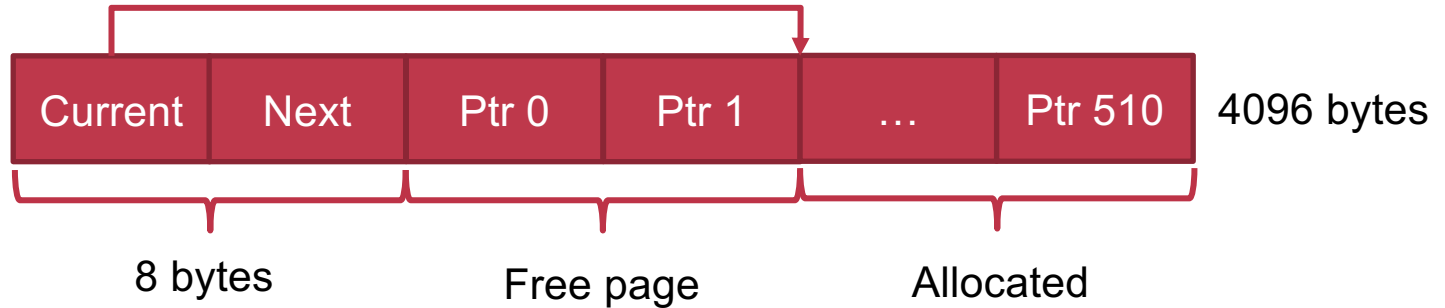 Current Next Ptr 0 Ptr 1 ... Ptr 510 4096 bytes
8 bytes Free page Allocated